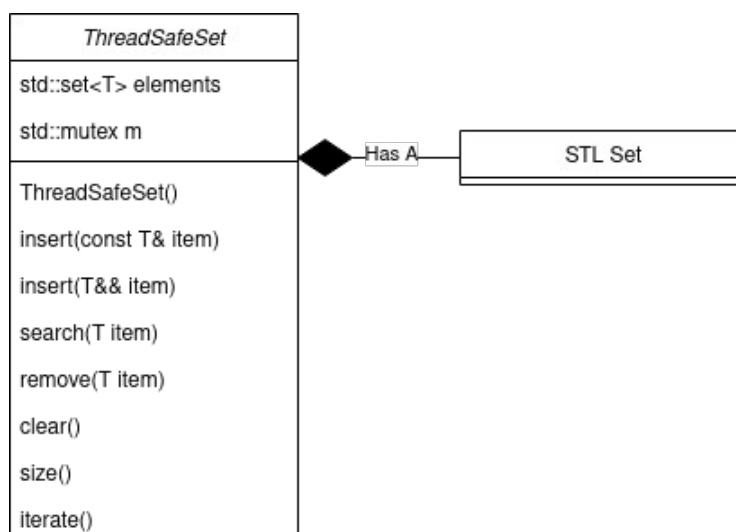 ThreadSafeSet
std::set<T> elements
std::mutex m
Has A
STL Set
ThreadSafeSet()
insert(const T& item)
insert(T&& item)
search(T item)
remove(T item)
clear()
size()
iterate()